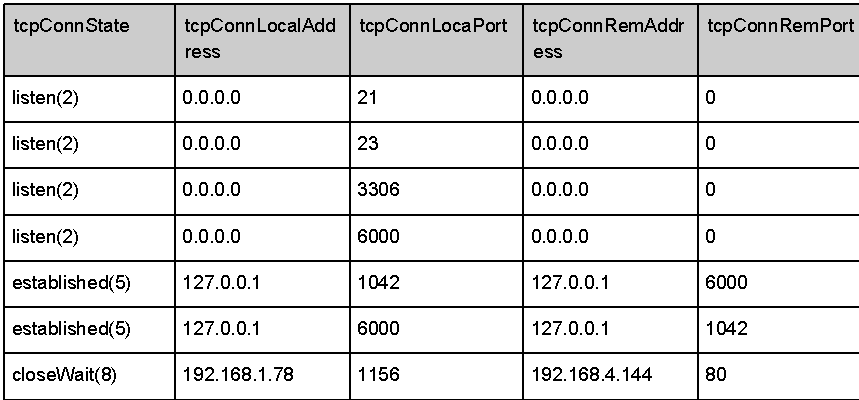 tcpConnState tcpConnLocalAdd tcpConnLocaPort tcpConnRemAddr tcpConnRemPort
ress ess
listen(2) 0.0.0.0 21 0.0.0.0 0
listen(2) 0.0.0.0 23 0.0.0.0 0
listen(2) 0.0.0.0 3306 0.0.0.0 0
listen(2) 0.0.0.0 6000 0.0.0.0 0
established(5) 127.0.0.1 1042 127.0.0.1 6000
established(5) 127.0.0.1 6000 127.0.0.1 1042
closeWait(8) 192.168.1.78 1156 192.168.4.144 80